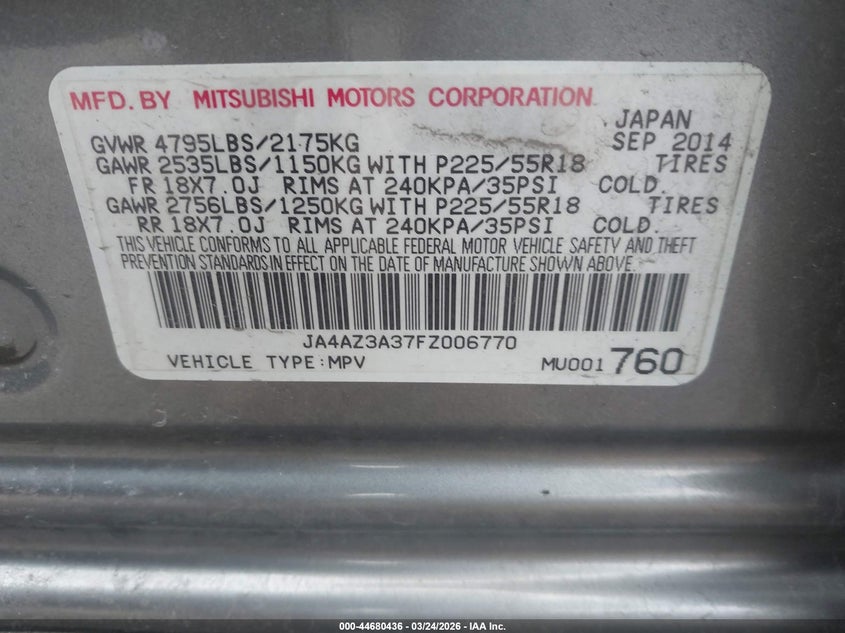 MFD. BY MITSUBISHI MOTORS CORPORATION
JAPAN
GVWR 4795LBS/2175KG SEP 2014
GAWR 2535LBS/1150KG WITH P225/55R18 TIRES
FR 18X7.0J RIMS AT 240KPA/35PSI COLD.
GAWR 2756LBS/1250KG WITH P225/55R18 TIRES
RR 18X7.0J RIMS AT 240KPA/35PSI COLD.
THIS VEHICLE CONFORMS TO ALL APPLICABLE FEDERAL MOTOR VEHICLE SAFETY AND THEFT
PREVENTION STANDARDS IN EFFECT ON THE DATE OF MANUFACTURE SHOWN ABOVE.
JA4AZ3A37FZ006770
VEHICLE TYPE:MPV MU001 760
000-44680436 - 03/24/2026 - IAA Inc.